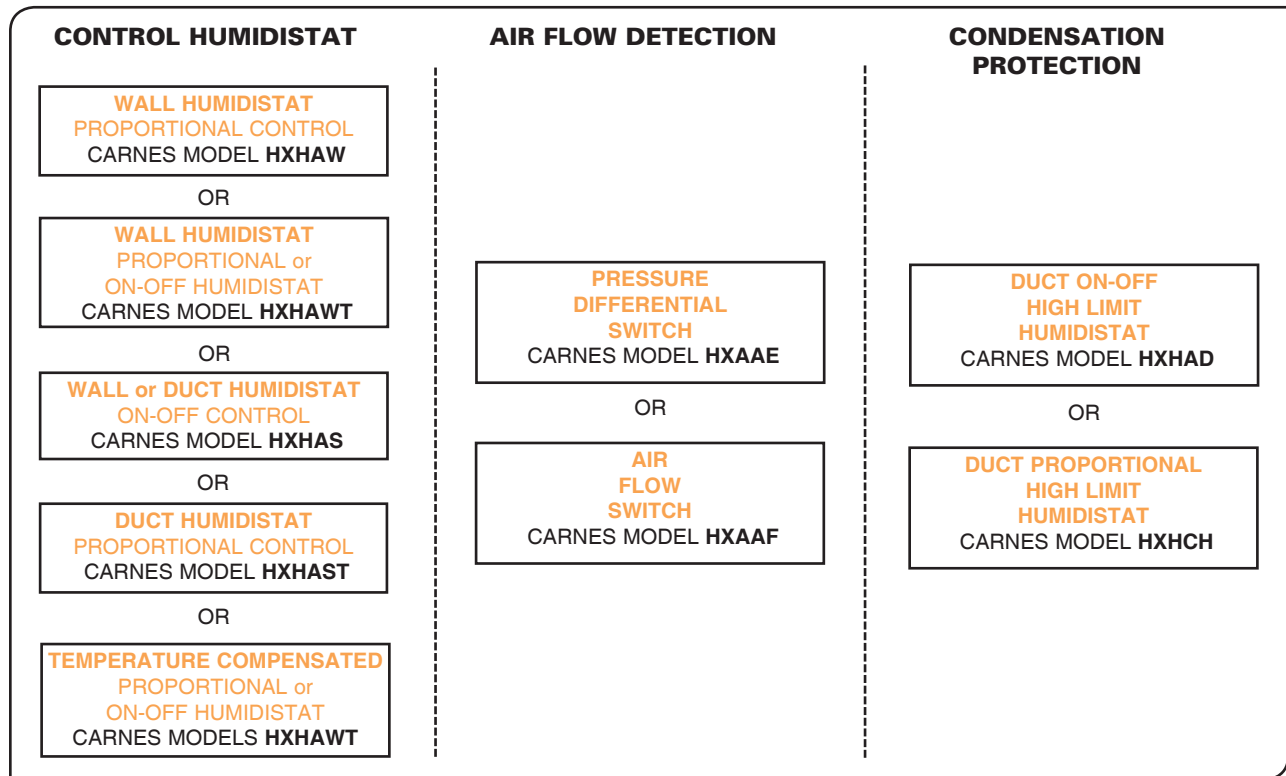 CONTROL HUMIDISTAT
WALL HUMIDISTAT
PROPORTIONAL CONTROL
CARNES MODEL HXHAW
OR
WALL HUMIDISTAT
PROPORTIONAL or
ON-OFF HUMIDISTAT
CARNES MODEL HXHAWT
OR
WALL or DUCT HUMIDISTAT
ON-OFF CONTROL
CARNES MODEL HXHAS
OR
DUCT HUMIDISTAT
PROPORTIONAL CONTROL
CARNES MODEL HXHAST
OR
TEMPERATURE COMPENSATED
PROPORTIONAL or
ON-OFF HUMIDISTAT
CARNES MODELS HXHAWT
AIR FLOW DETECTION
PRESSURE
DIFFERENTIAL
SWITCH
CARNES MODEL HXAAE
OR
AIR
FLOW
SWITCH
CARNES MODEL HXAAF
CONDENSATION
PROTECTION
DUCT ON-OFF
HIGH LIMIT
HUMIDISTAT
CARNES MODEL HXHAD
OR
DUCT PROPORTIONAL
HIGH LIMIT
HUMIDISTAT
CARNES MODEL HXHCH